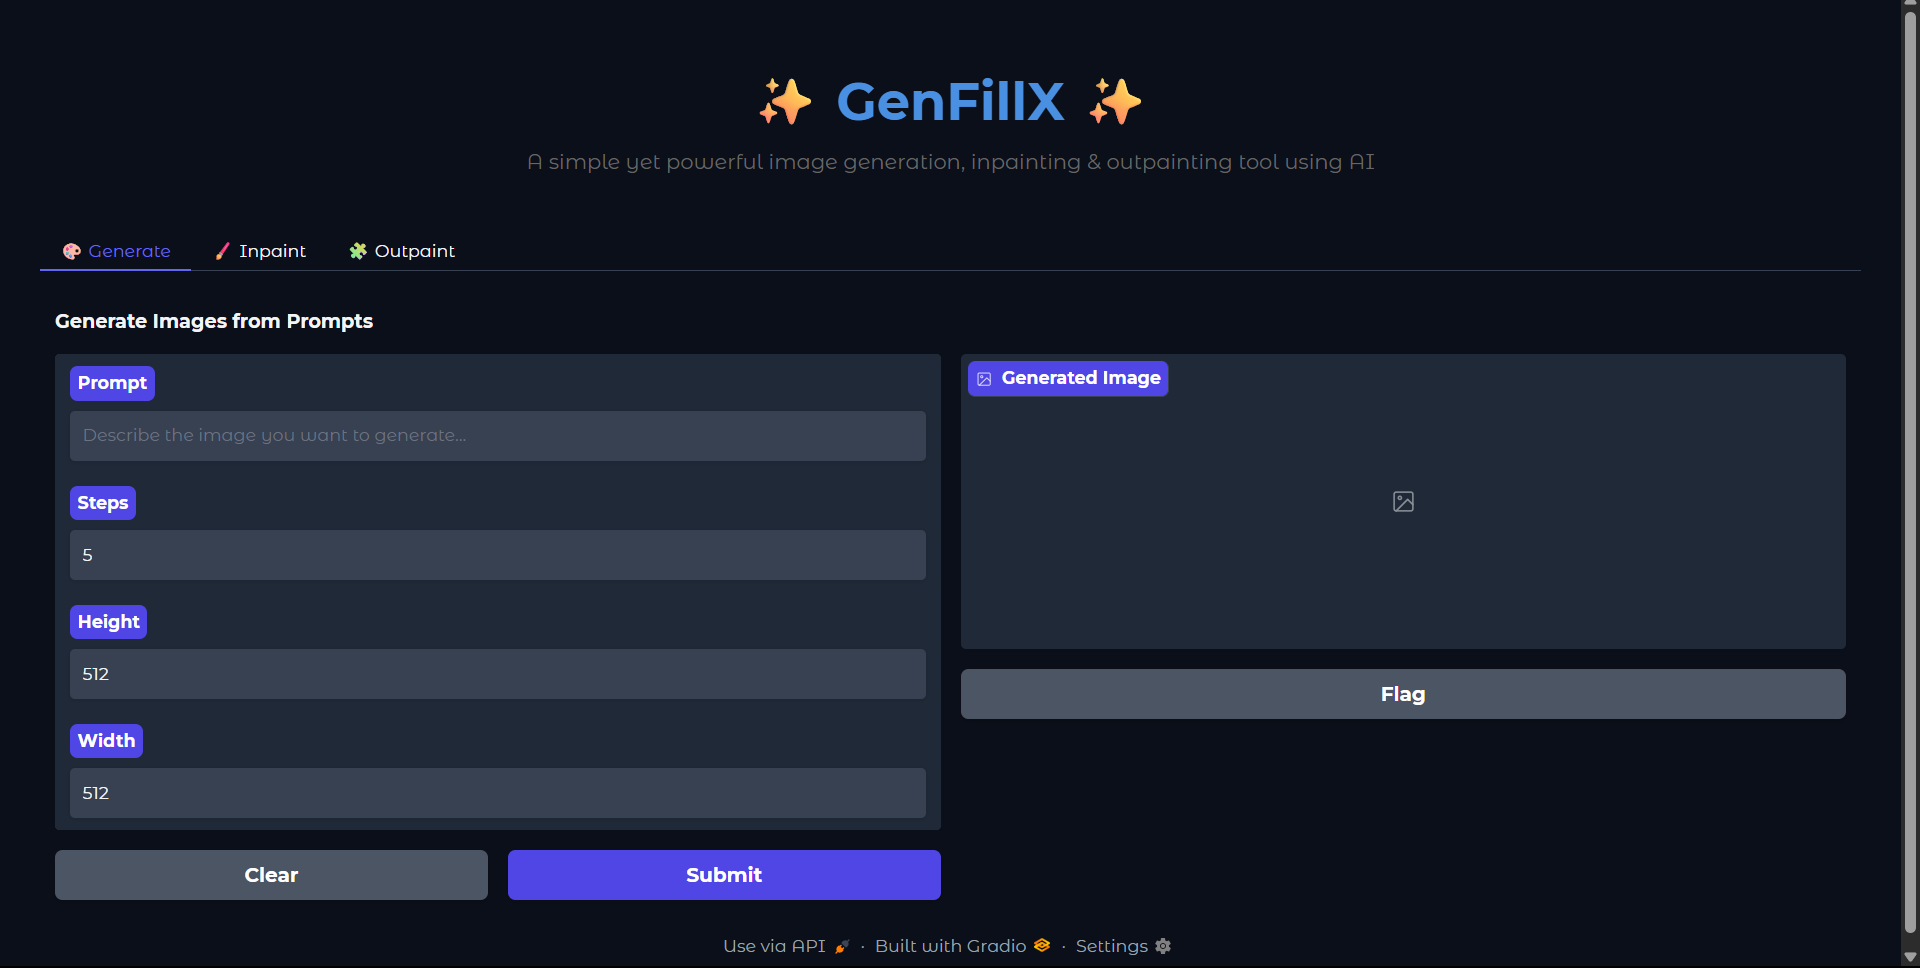 ✨ GenFillX ✨
A simple yet powerful image generation, inpainting & outpainting tool using AI
🎨 Generate 🖌️ Inpaint 🧩 Outpaint
Generate Images from Prompts
Prompt
Describe the image you want to generate...
Steps
5
Height
512
Width
512
Clear Submit
Generated Image
Flag
Use via API 🚀 · Built with Gradio · Settings ⚙️